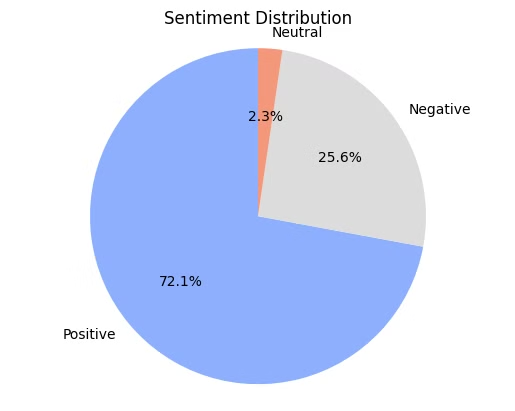 Sentiment Distribution
Neutral
Negative
2.3%
25.6%
72.1%
Positive